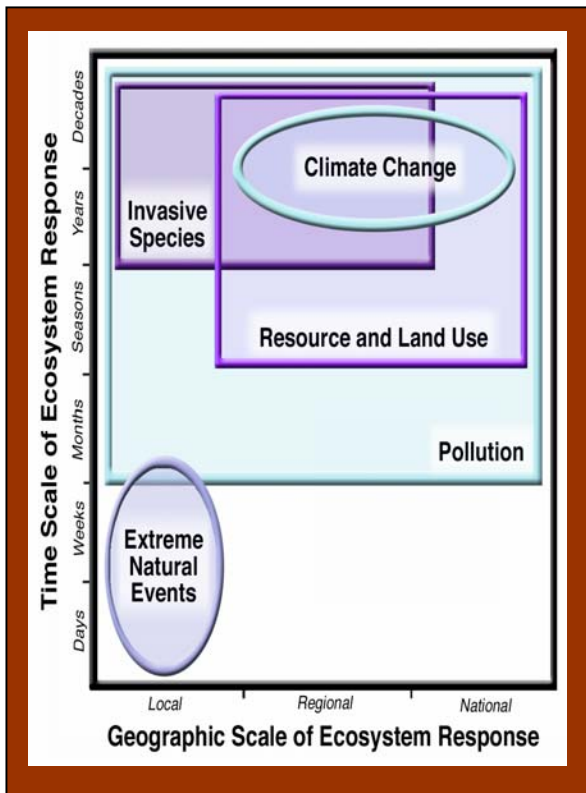 Time Scale of Ecosystem Response
Decades
Years
Seasons
Months
Weeks
Days
Climate Change
Invasive
Species
Resource and Land Use
Pollution
Extreme
Natural
Events
Local
Regional
National
Geographic Scale of Ecosystem Response